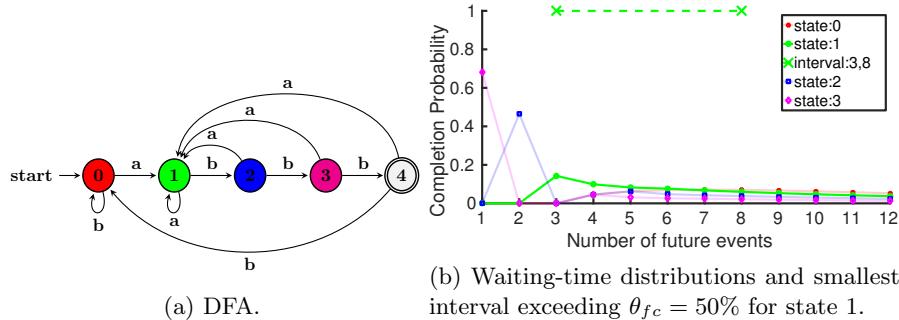 a
a
a
start
0
a
1
b
2
b
3
b
4
b
a
b
(a) DFA.
Completion Probability
1
0.8
0.6
0.4
0.2
0
1 2 3 4 5 6 7 8 9 10 11 12
Number of future events
state:0
state:1
interval:3,8
state:2
state:3
(b) Waiting-time distributions and smallest
interval exceeding θfc = 50% for state 1.